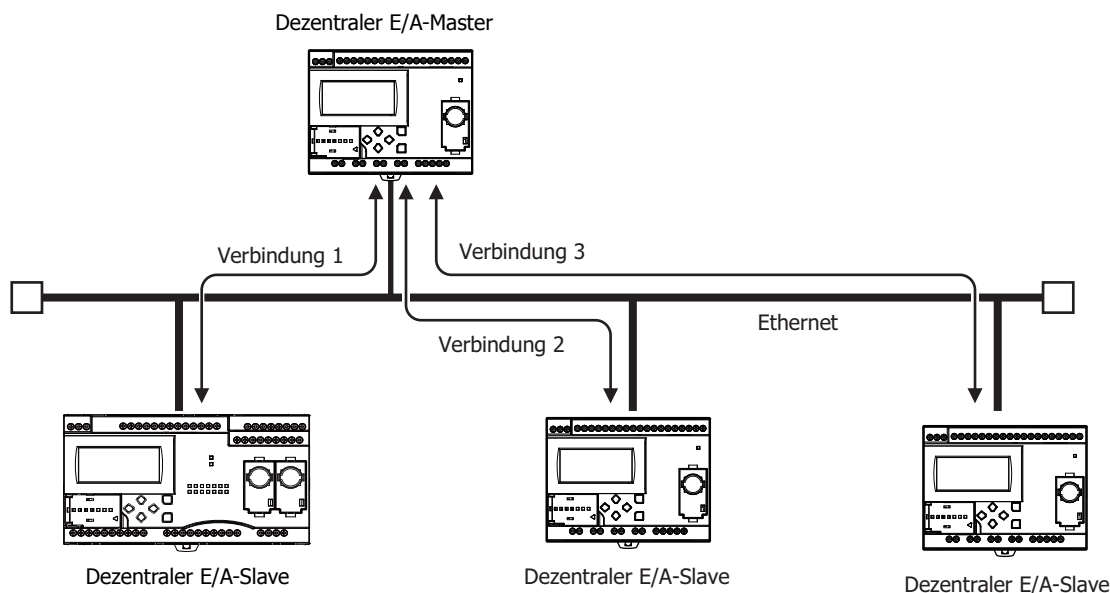 Dezentraler E/A-Master
Verbindung 1
Verbindung 3
Ethernet
Verbindung 2
Dezentraler E/A-Slave
Dezentraler E/A-Slave
Dezentraler E/A-Slave